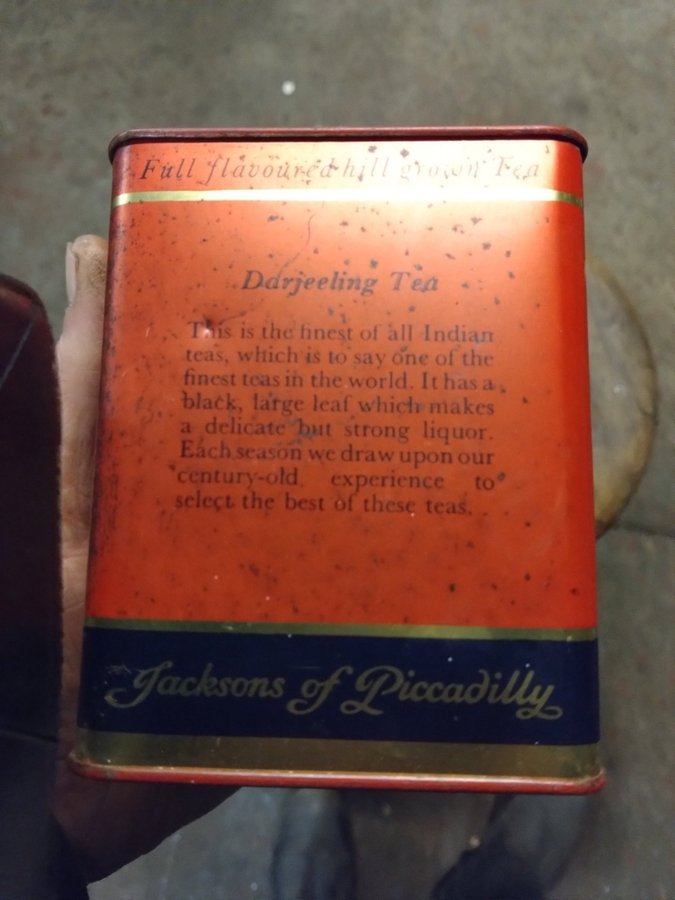 Full flavoured hill grown Tea
Darjeeling Tea
This is the finest of all Indian
teas, which is to say one of the
finest teas in the world. It has a
black, large leaf which makes
a delicate but strong liquor.
Each season we draw upon our
century-old experience to
select the best of these teas.
Jacksons of Piccadilly